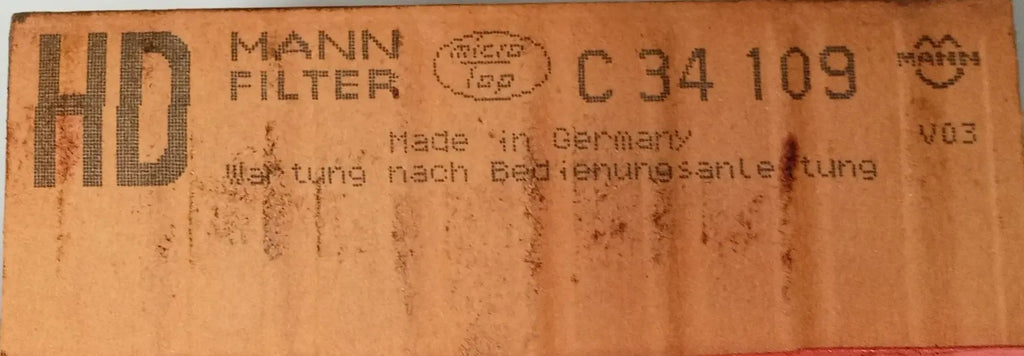 HD
MANN
FILTER
micro
Top
C 34 109
MANN
Made in Germany
V03
Wartung nach Bedienungsanleitung